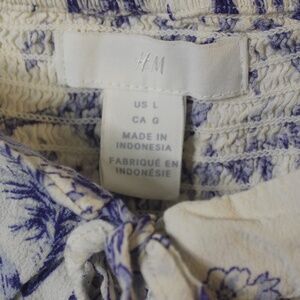 H&M
US L
CA G
MADE IN
INDONESIA
FABRIQUÉ EN
INDONÉSIE